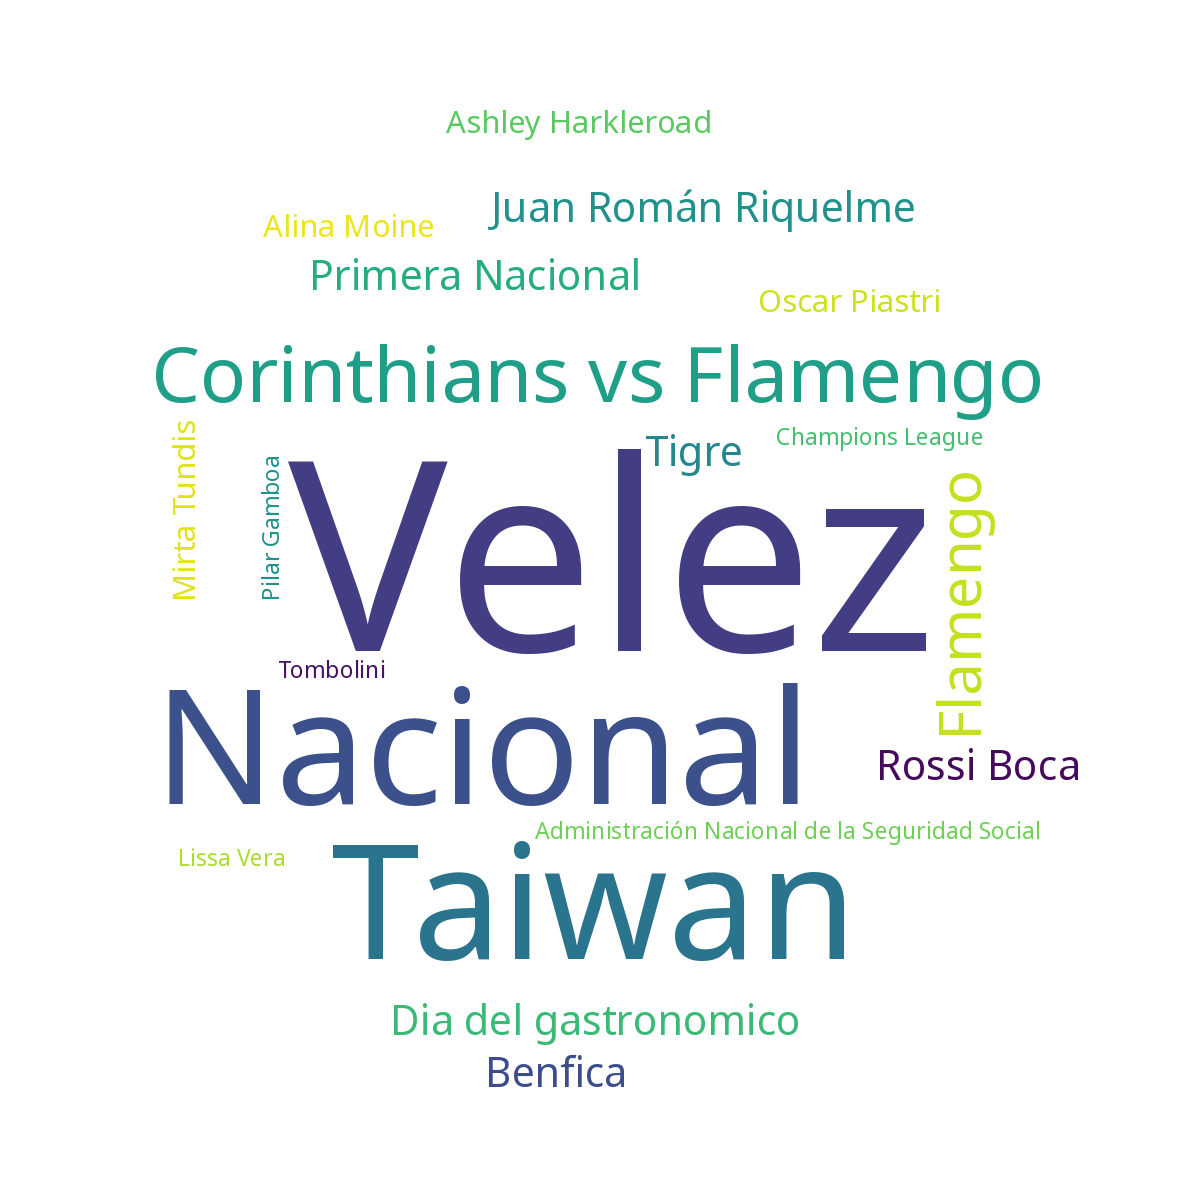 Ashley Harkleroad
Juan Román Riquelme
Alina Moine
Primera Nacional
Oscar Piastri
Corinthians vs Flamengo
Mirta Tundis
Pilar Gamboa
Tigre
Champions League
Velez
Flamengo
Tombolini
Nacional
Rossi Boca
Administración Nacional de la Seguridad Social
Lissa Vera
Taiwan
Dia del gastronomico
Benfica